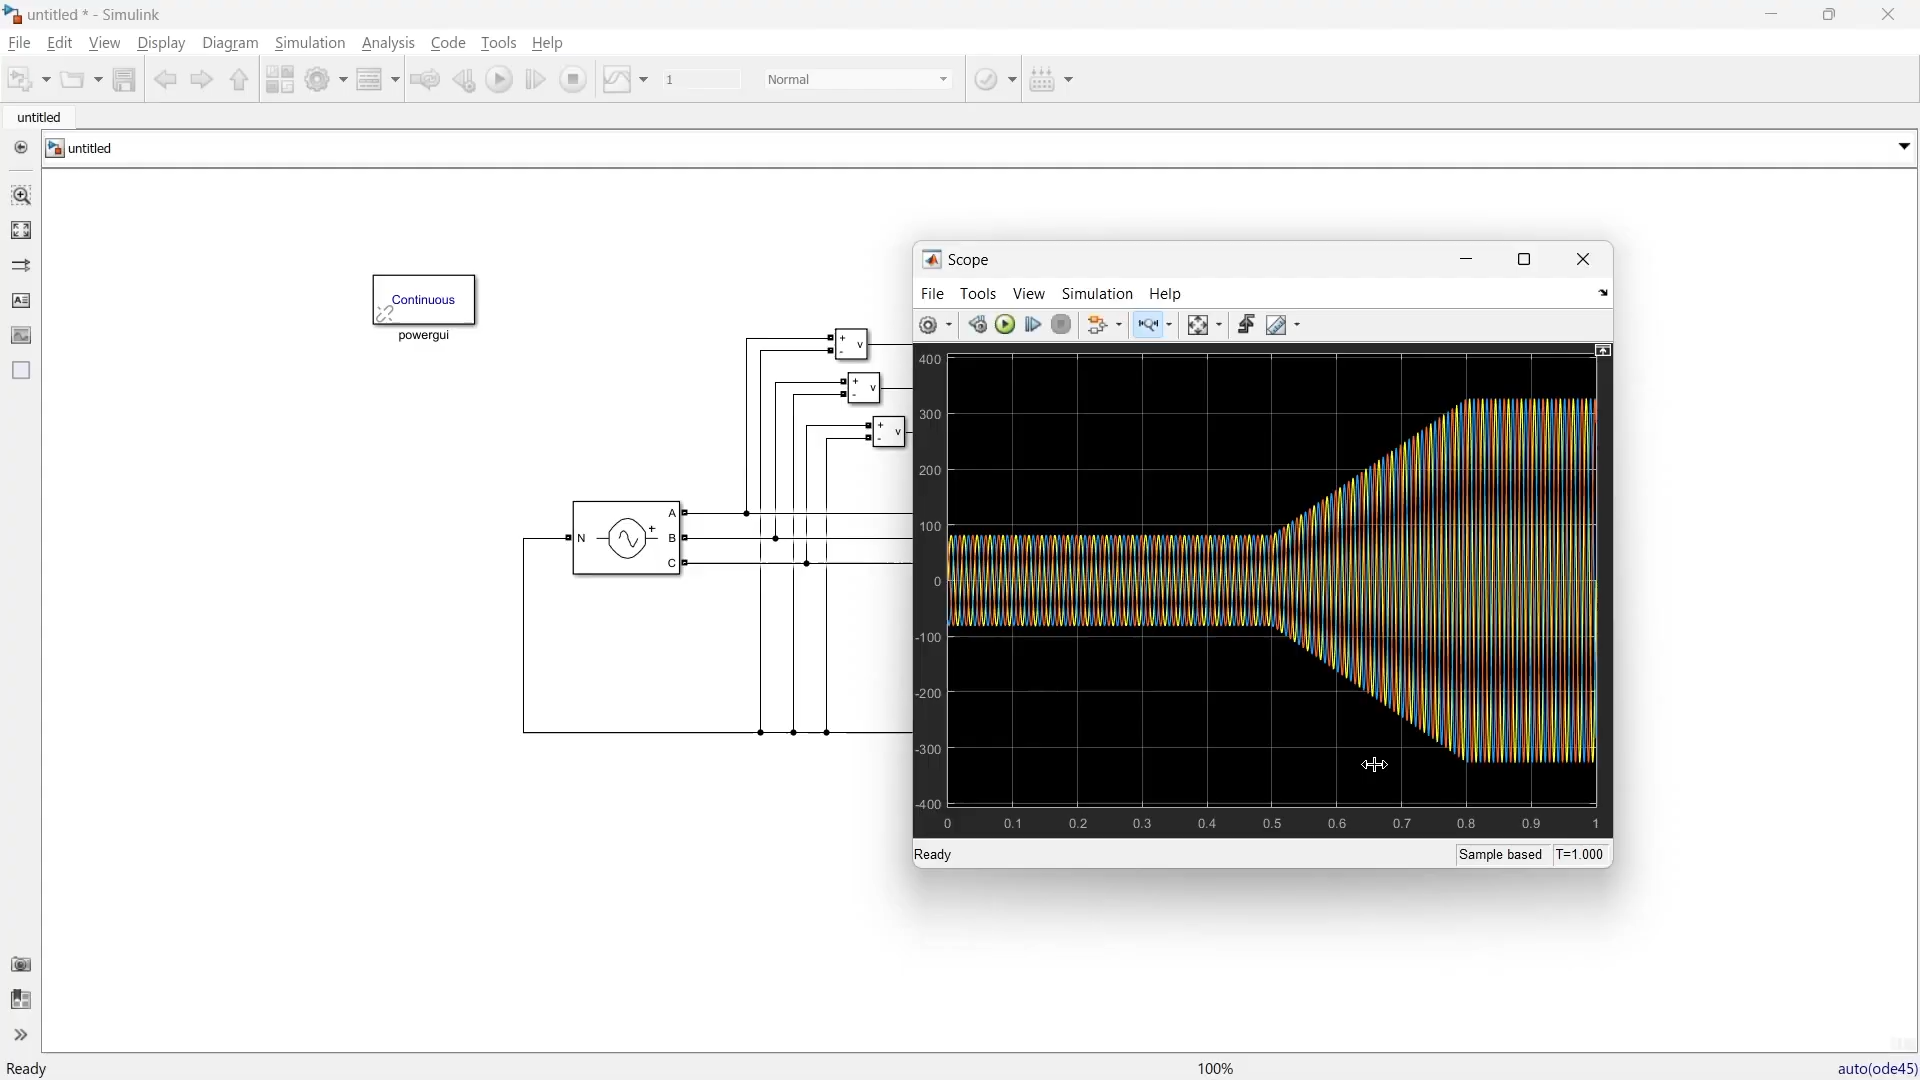 untitled * - Simulink
File Edit View Display Diagram Simulation Analysis Code Tools Help
1 Normal
untitled
untitled
Continuous
powergui
+
-
v
+
-
v
+
-
v
N
+
A
B
C
Scope
File Tools View Simulation Help
400
300
200
100
0
-100
-200
-300
-400
0 0.1 0.2 0.3 0.4 0.5 0.6 0.7 0.8 0.9 1
Ready Sample based T=1.000
Ready 100% auto(ode45)